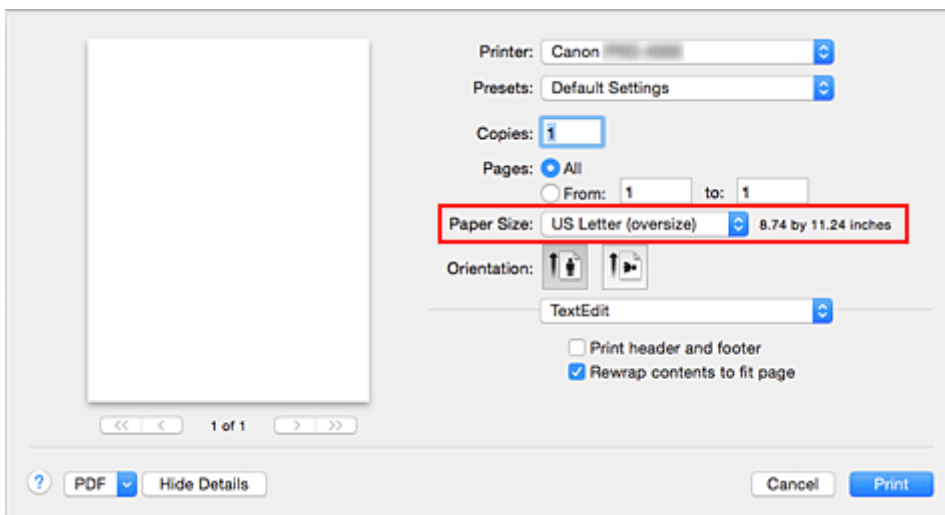 Printer: Canon
Presets: Default Settings
Copies: 1
Pages: All
From: 1 to: 1
Paper Size: US Letter (oversize) 8.74 by 11.24 inches
Orientation:
TextEdit
Print header and footer
Rewrap contents to fit page
<< < 1 of 1 > >>
? PDF Hide Details Cancel Print